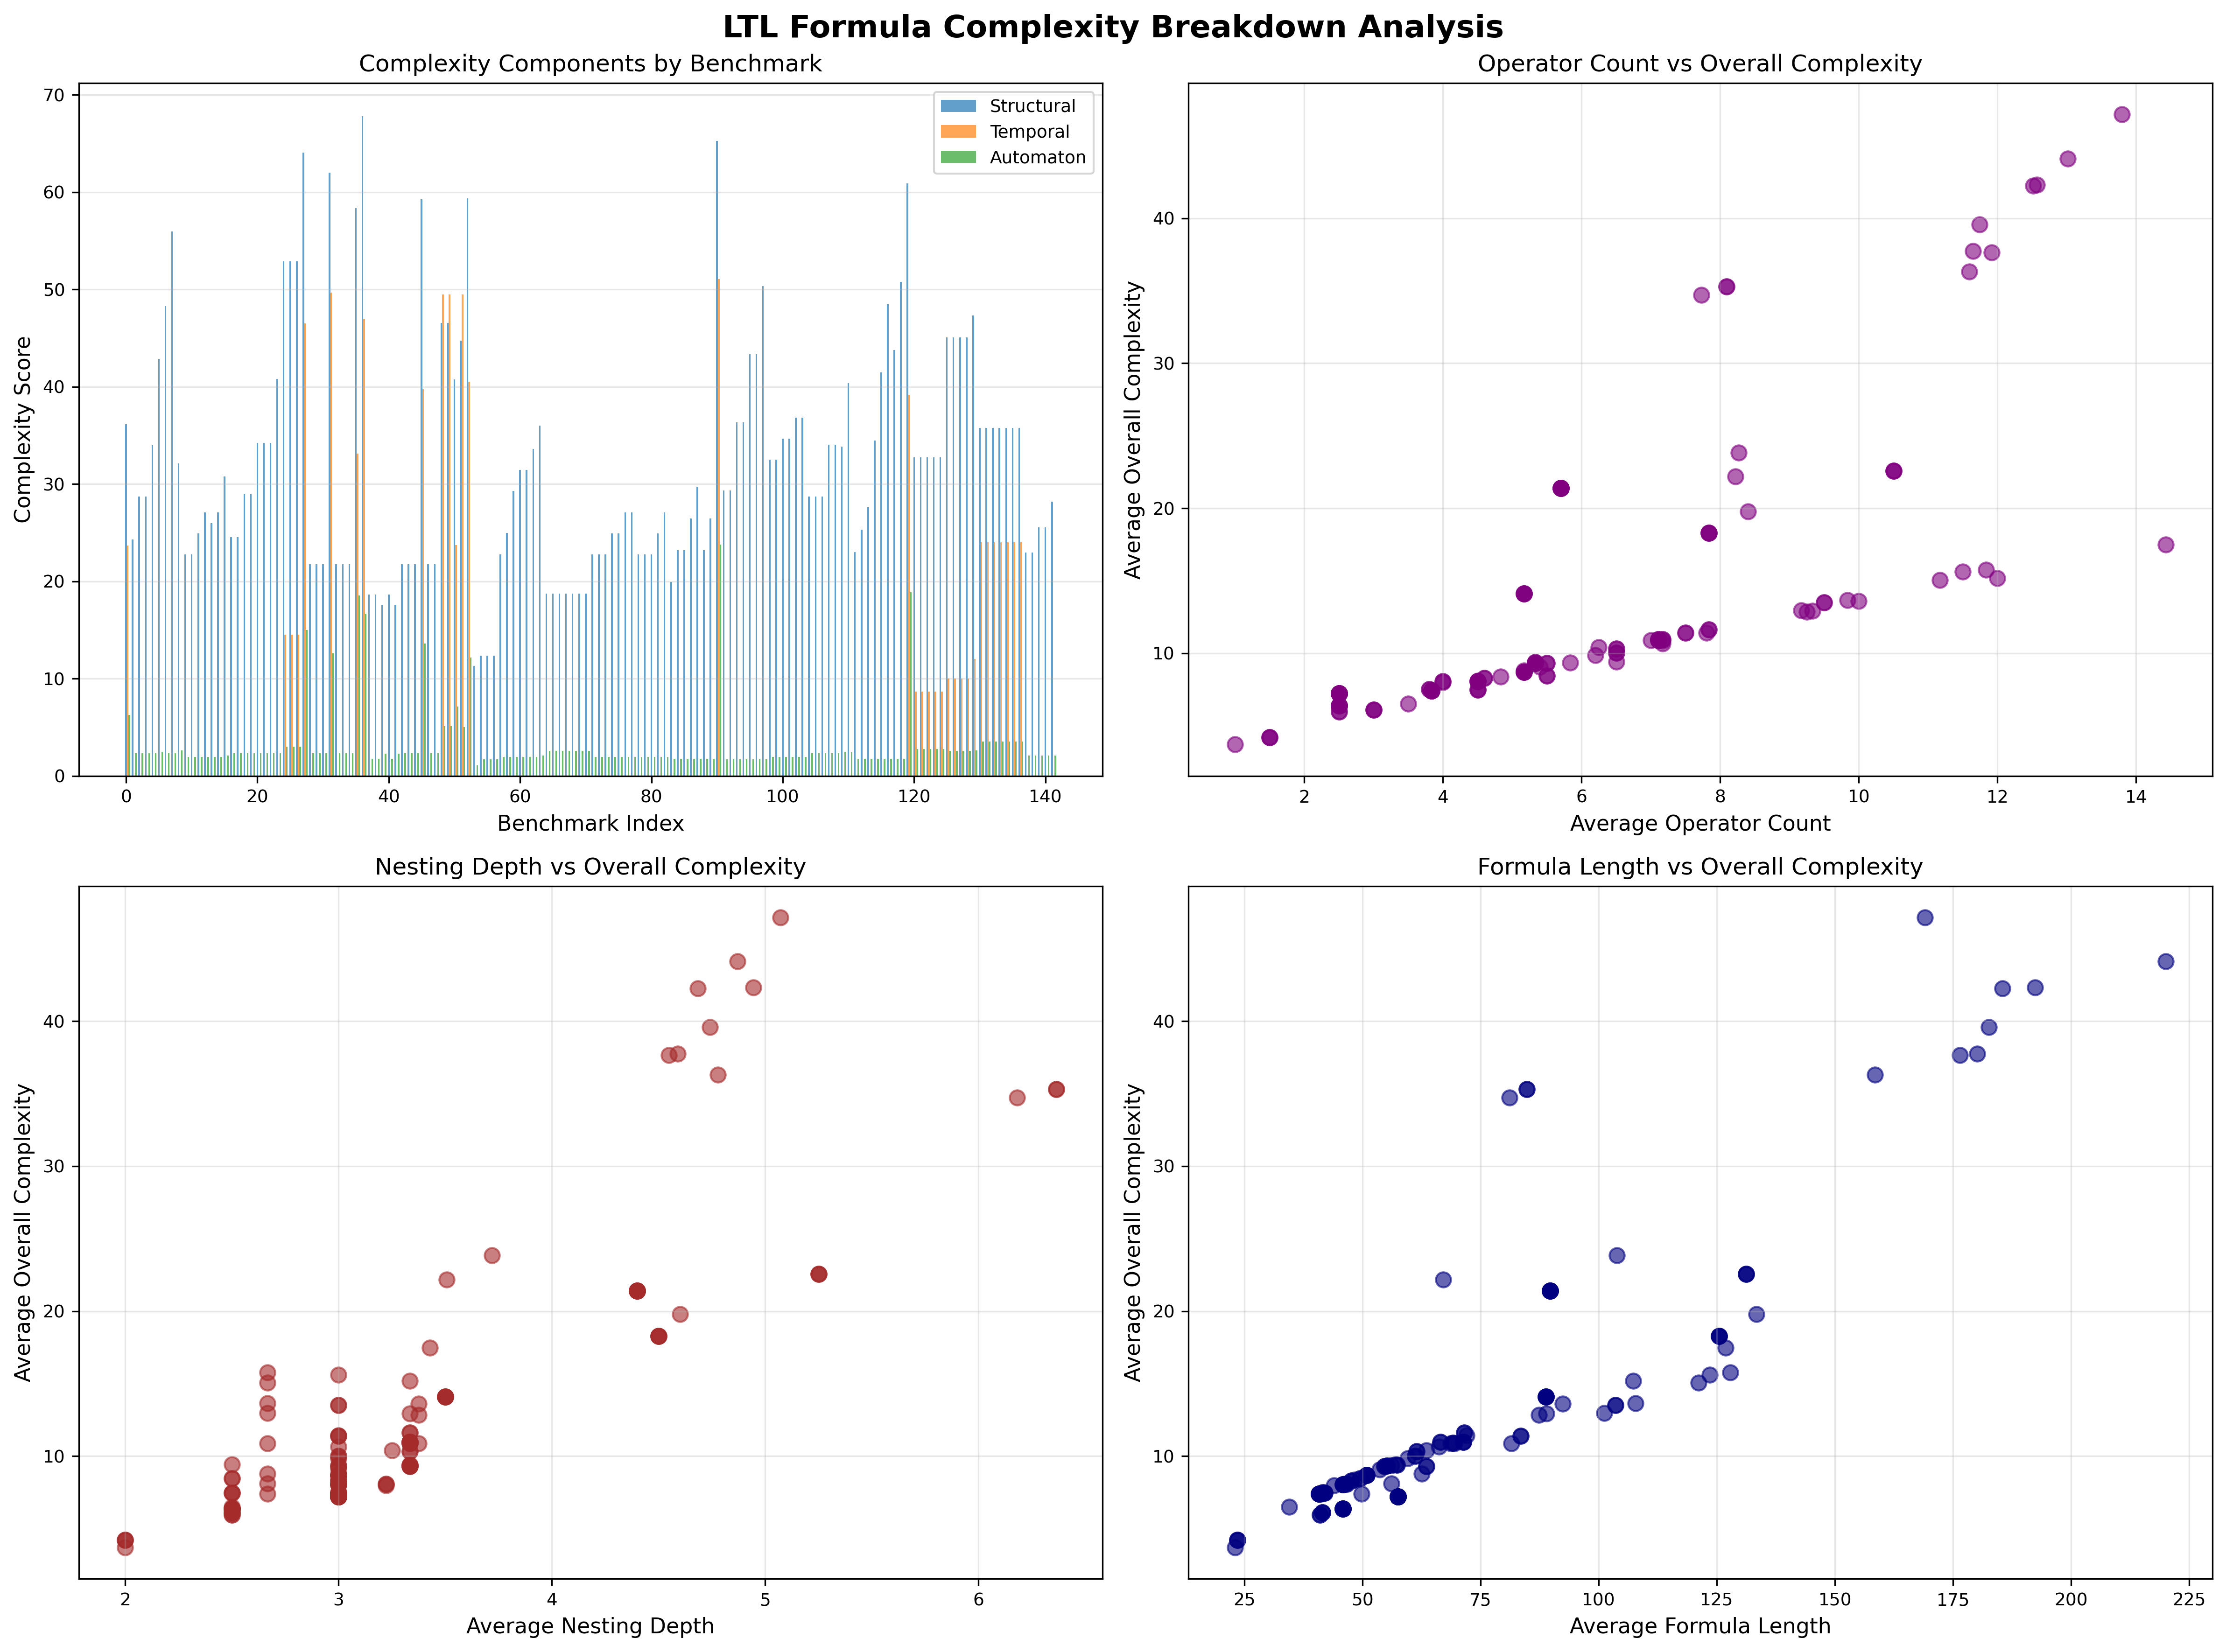 LTL Formula Complexity Breakdown Analysis
Complexity Components by Benchmark
Complexity Score
70
60
50
40
30
20
10
0
Structural
Temporal
Automaton
0 20 40 60 80 100 120 140
Benchmark Index
Operator Count vs Overall Complexity
Average Overall Complexity
40
30
20
10
2 4 6 8 10 12 14
Average Operator Count
Nesting Depth vs Overall Complexity
Average Overall Complexity
40
30
20
10
2 3 4 5 6
Average Nesting Depth
Formula Length vs Overall Complexity
Average Overall Complexity
40
30
20
10
25 50 75 100 125 150 175 200 225
Average Formula Length